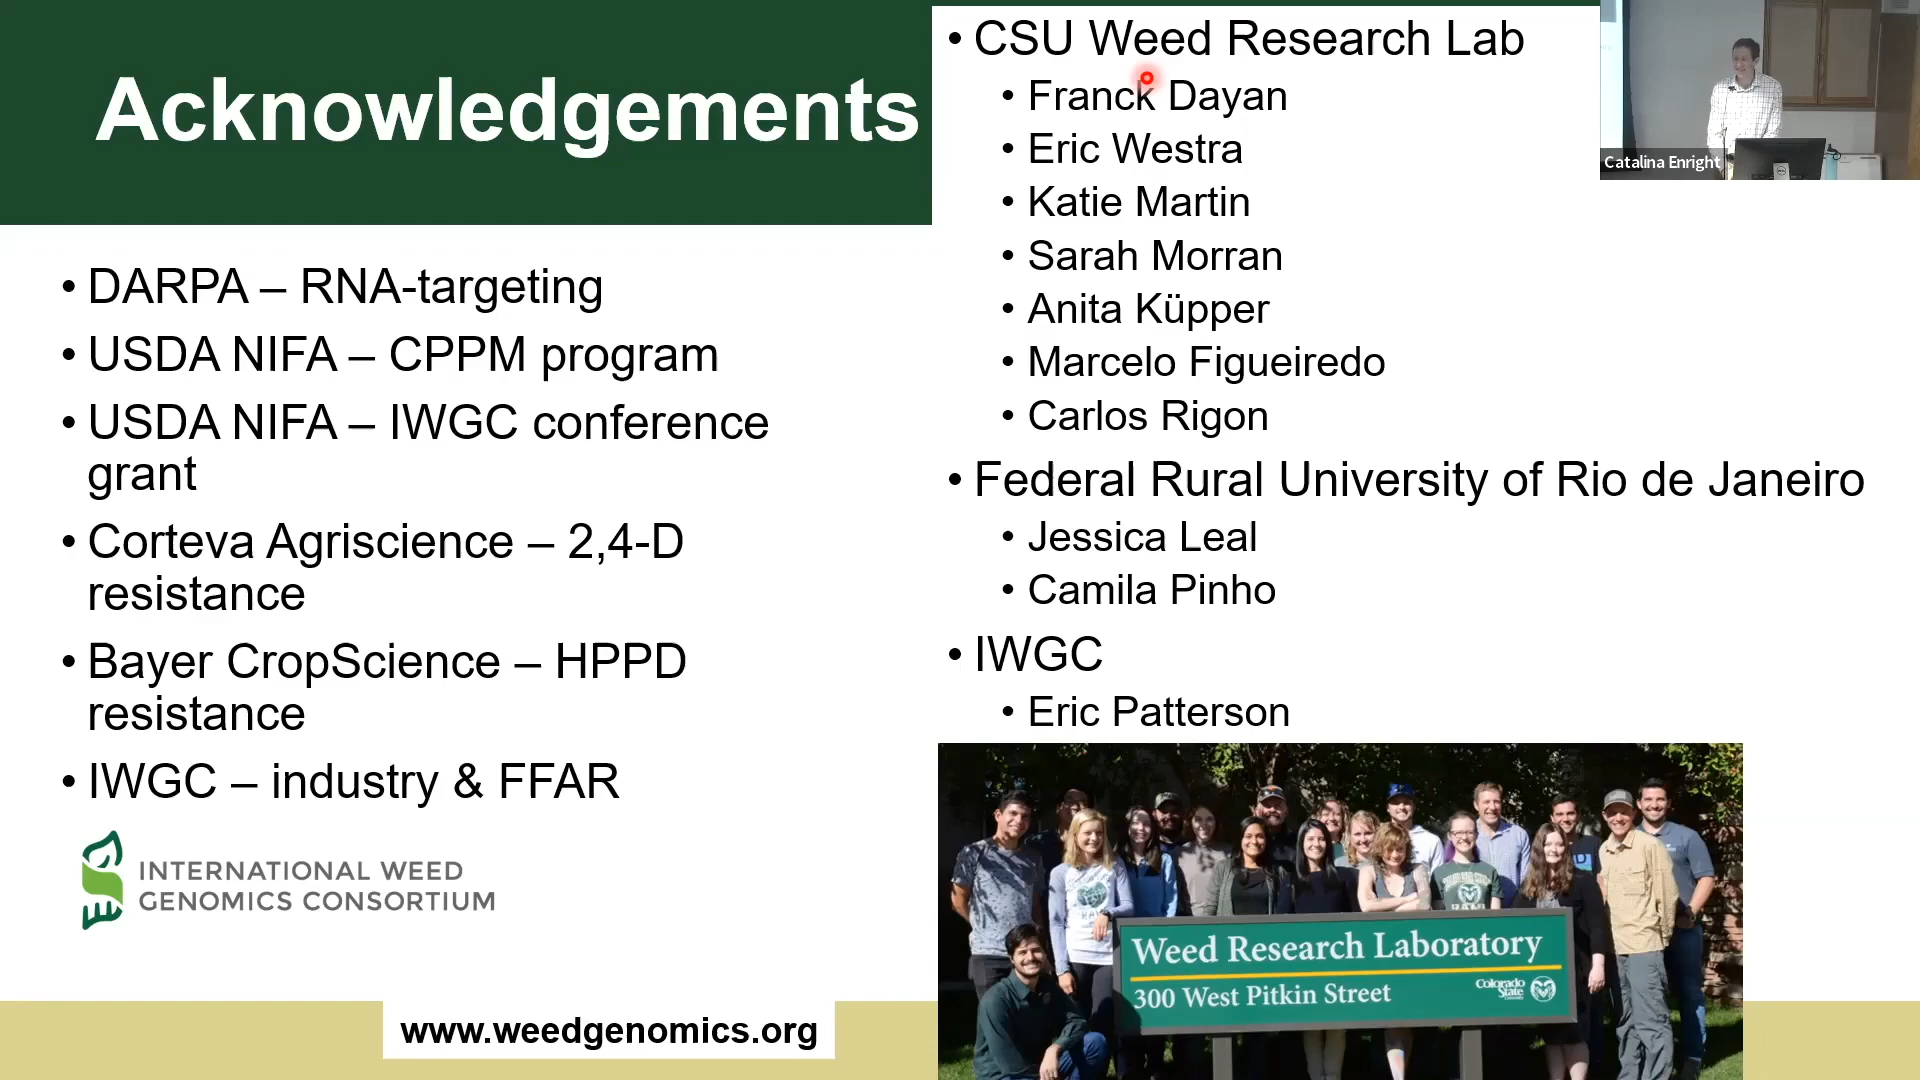 Acknowledgements
• DARPA – RNA-targeting
• USDA NIFA – CPPM program
• USDA NIFA – IWGC conference
grant
• Corteva Agriscience – 2,4-D
resistance
• Bayer CropScience – HPPD
resistance
• IWGC – industry & FFAR
INTERNATIONAL WEED
GENOMICS CONSORTIUM
www.weedgenomics.org
• CSU Weed Research Lab
• Franck Dayan
• Eric Westra
• Katie Martin
• Sarah Morran
• Anita Küpper
• Marcelo Figueiredo
• Carlos Rigon
• Federal Rural University of Rio de Janeiro
• Jessica Leal
• Camila Pinho
• IWGC
• Eric Patterson
Weed Research Laboratory
300 West Pitkin Street
Colorado
State
University
Catalina Enright